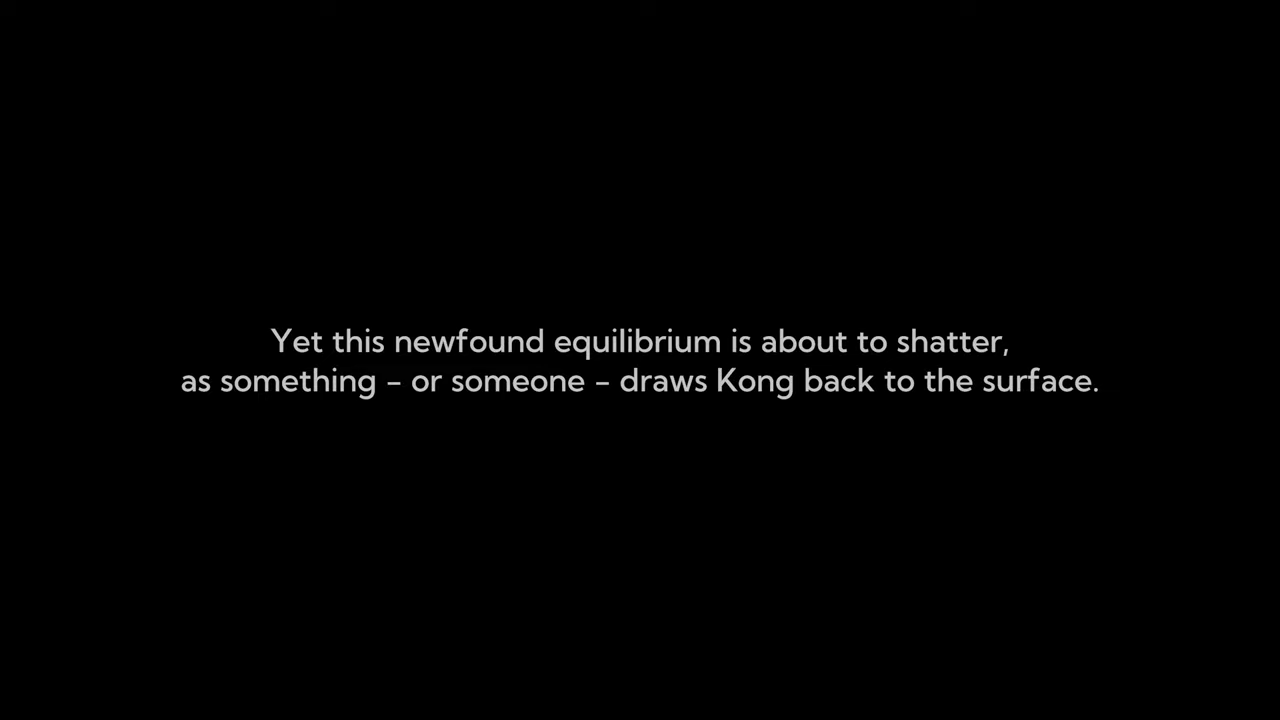 Yet this newfound equilibrium is about to shatter,
as something - or someone - draws Kong back to the surface.